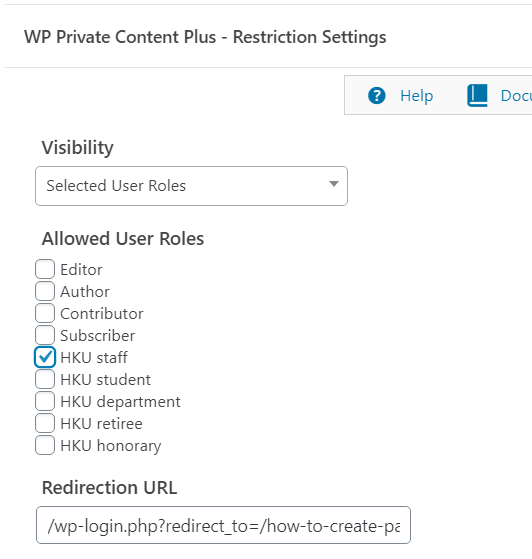 WP Private Content Plus - Restriction Settings
Help
Visibility
Selected User Roles
Allowed User Roles
Editor
Author
Contributor
Subscriber
HKU staff
HKU student
HKU department
HKU retiree
HKU honorary
Redirection URL
/wp-login.php?redirect_to=/how-to-create-pa